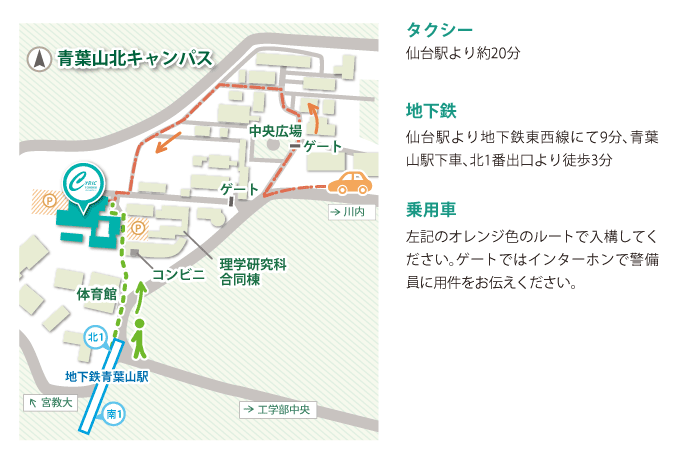 青葉山北キャンパス
中央広場
ゲート
ゲート
CYRIC
P
P
川内
理学研究科
合同棟
コンビニ
体育館
北1
地下鉄青葉山駅
宮教大
南1
工学部中央
タクシー
仙台駅より約20分
地下鉄
仙台駅より地下鉄東西線にて9分、青葉
山駅下車、北1番出口より徒歩3分
乗用車
左記のオレンジ色のルートで入構してく
ださい。ゲートではインターホンで警備
員に用件をお伝えください。